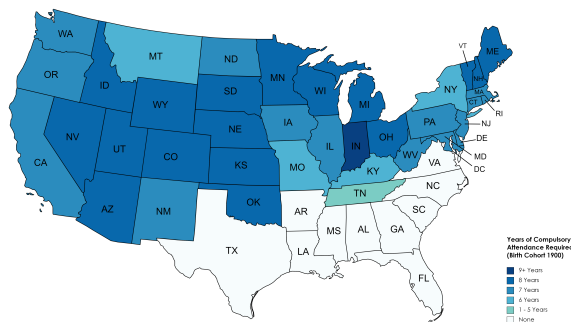 WA
MT
ND
MN
VT
ME
OR
ID
SD
WI
MI
NY
NH
MA
CT
RI
WY
IA
NE
PA
NJ
NV
UT
CO
IL
IN
OH
DE
CA
KS
MO
KY
WV
VA
MD
DC
AZ
NM
OK
AR
TN
NC
SC
TX
LA
MS
AL
GA
FL
Years of Compulsory
Attendance Required
(Birth Cohort 1900)
9+ Years
8 Years
7 Years
6 Years
1 - 5 Years
None